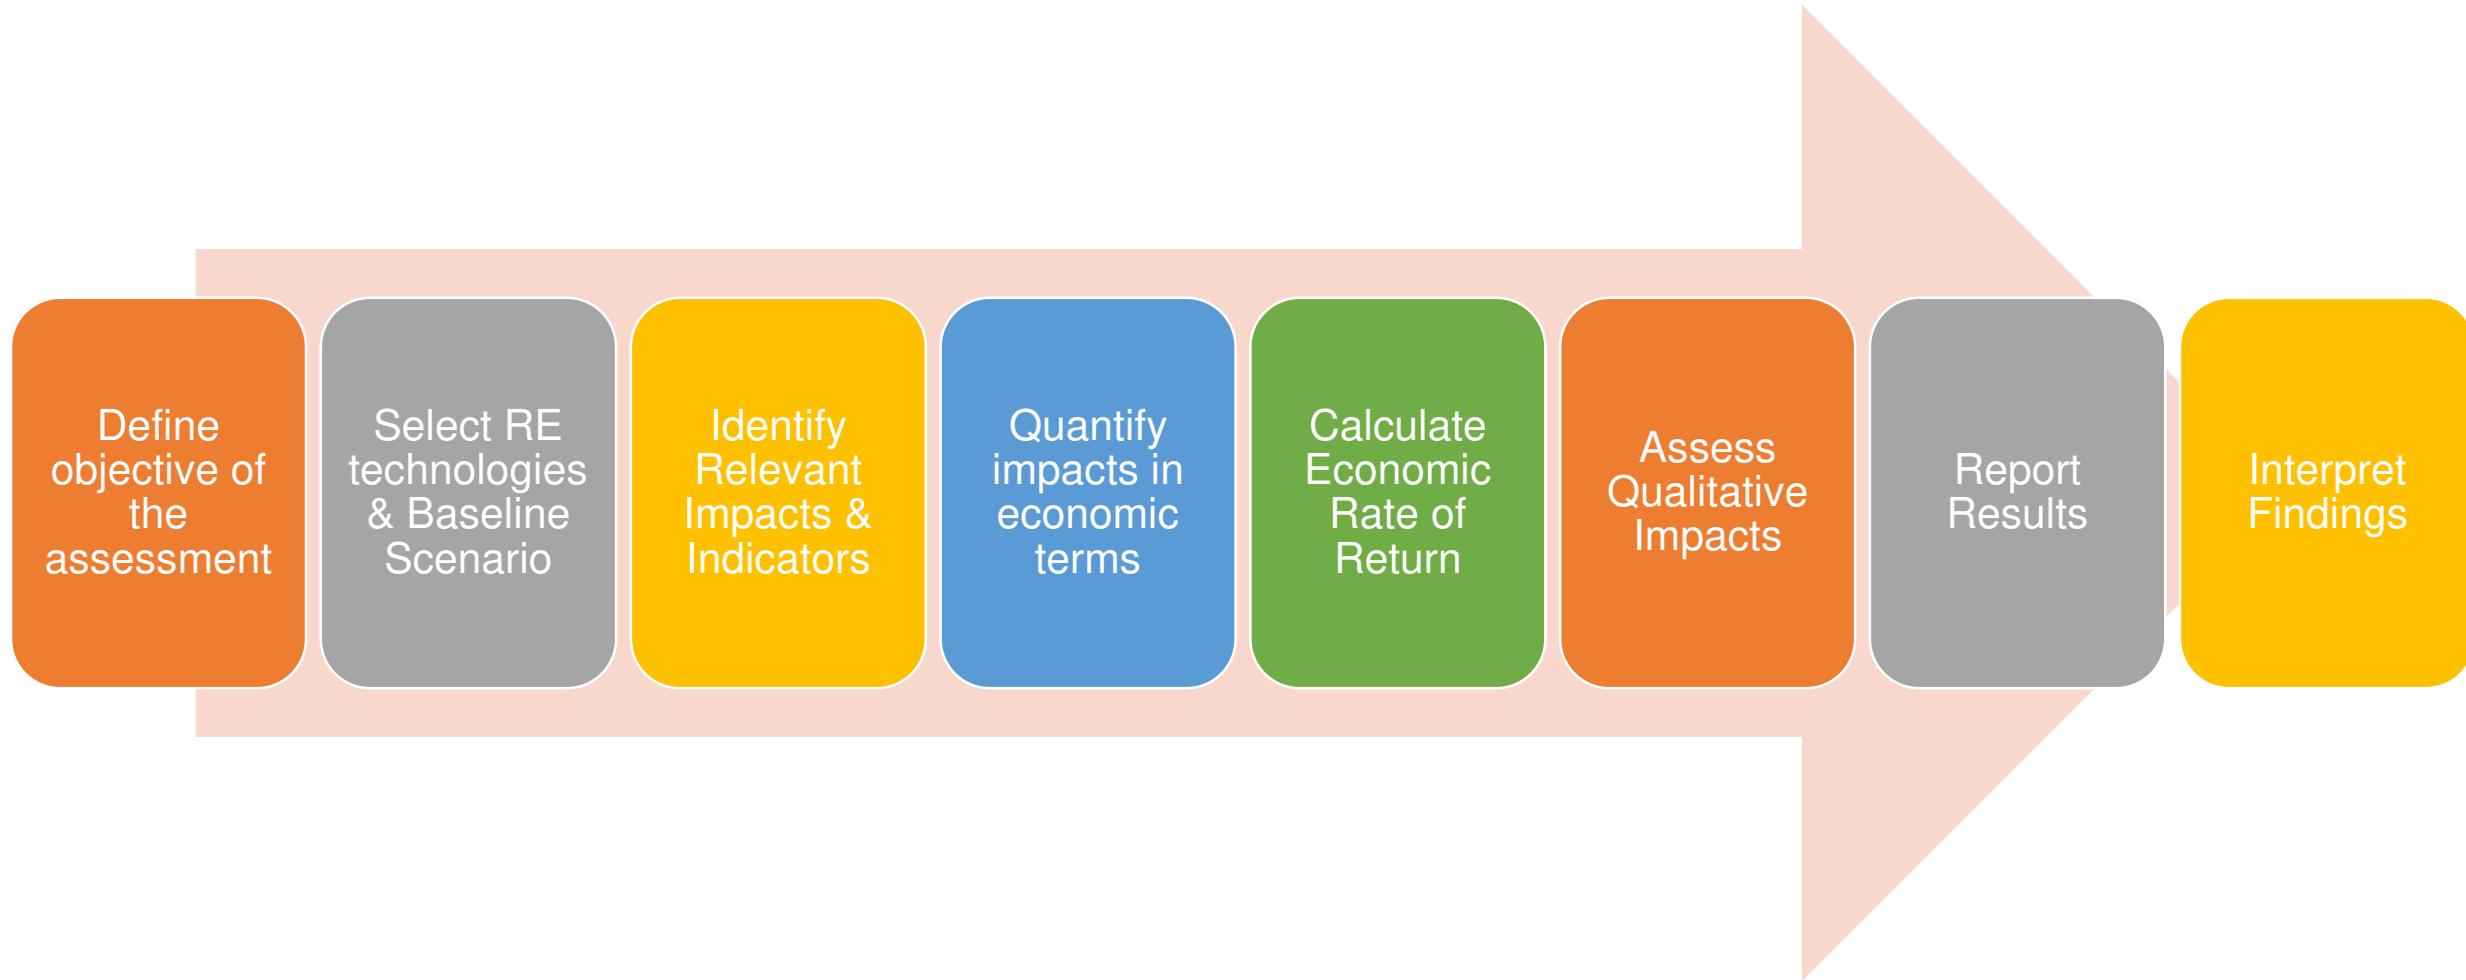 Define
objective of
the
assessment
Select RE
technologies
& Baseline
Scenario
Identify
Relevant
Impacts &
Indicators
Quantify
impacts in
economic
terms
Calculate
Economic
Rate of
Return
Assess
Qualitative
Impacts
Report
Results
Interpret
Findings